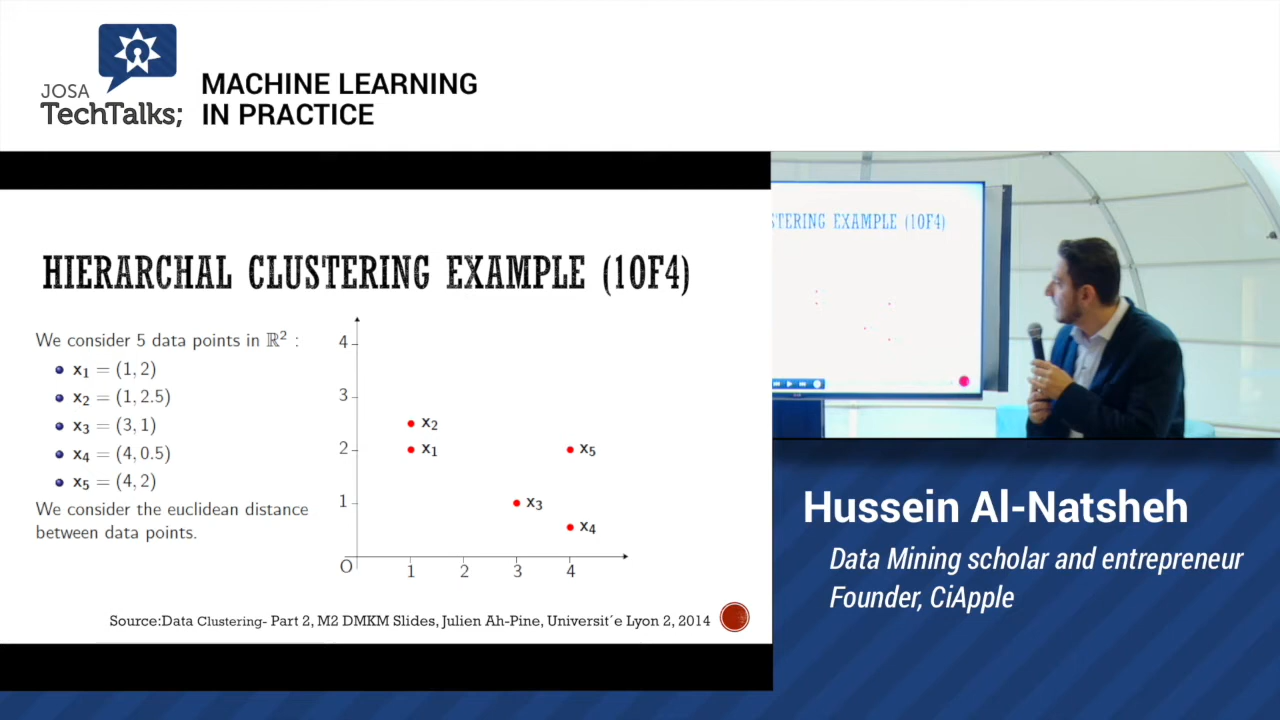 JOSA
TechTalks;
MACHINE LEARNING
IN PRACTICE
HIERARCHAL CLUSTERING EXAMPLE (1OF4)
We consider 5 data points in ℝ² :
x₁ = (1, 2)
x₂ = (1, 2.5)
x₃ = (3, 1)
x₄ = (4, 0.5)
x₅ = (4, 2)
We consider the euclidean distance
between data points.
4
3
2
1
O
1 2 3 4
x₂
x₁
x₅
x₃
x₄
Source:Data Clustering- Part 2, M2 DMKM Slides, Julien Ah-Pine, Universit´e Lyon 2, 2014
STERING EXAMPLE (1OF4)
Hussein Al-Natsheh
Data Mining scholar and entrepreneur
Founder, CiApple